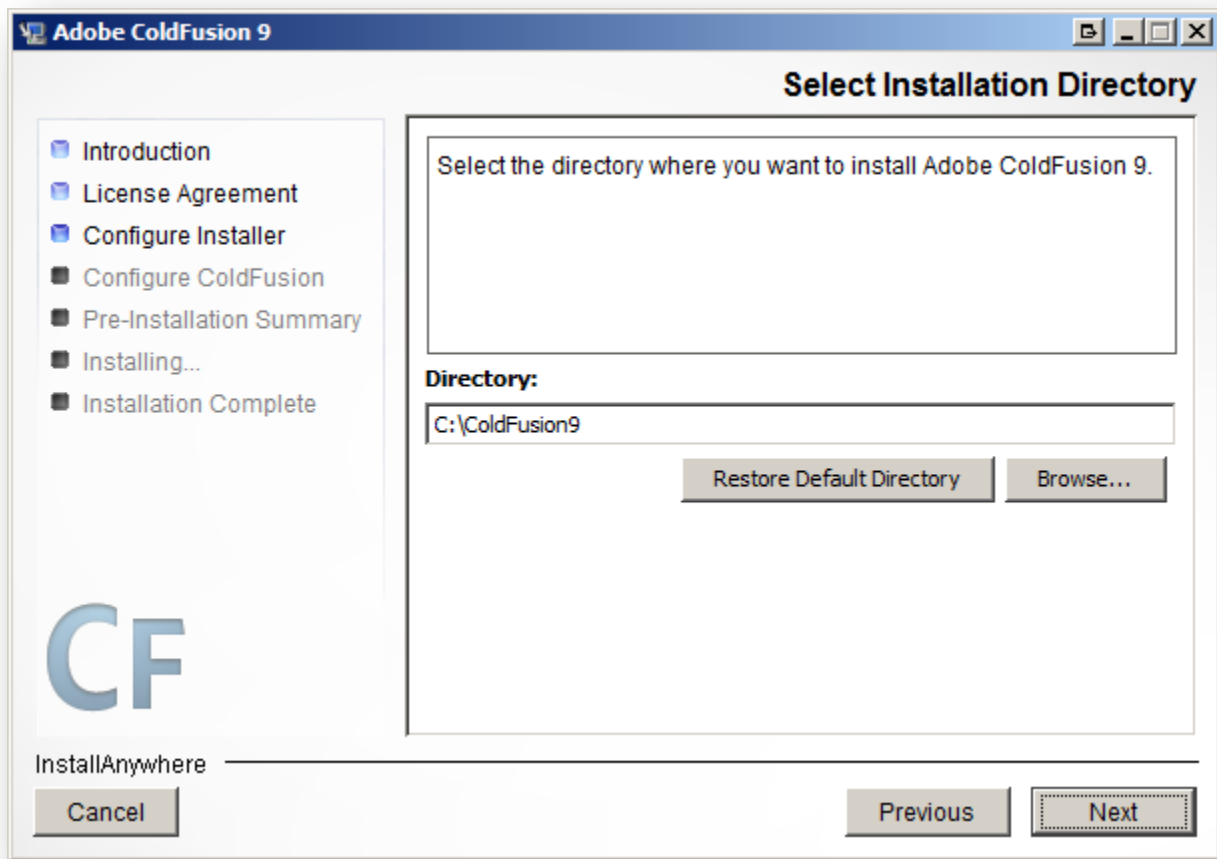 Adobe ColdFusion 9
Select Installation Directory
Introduction
License Agreement
Configure Installer
Configure ColdFusion
Pre-Installation Summary
Installing...
Installation Complete
CF
Select the directory where you want to install Adobe ColdFusion 9.
Directory:
C:\ColdFusion9
Restore Default Directory
Browse...
InstallAnywhere
Cancel
Previous
Next